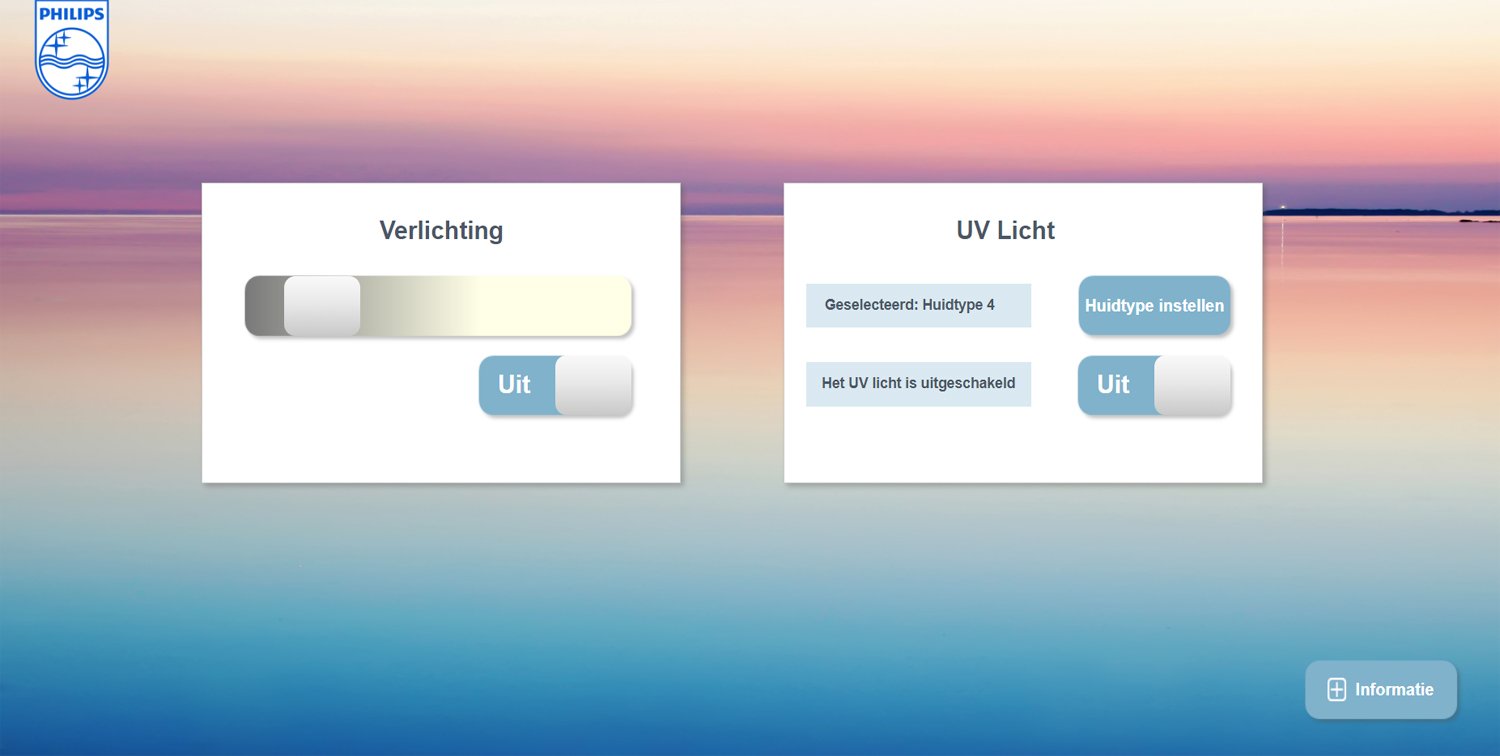 PHILIPS
Verlichting
Uit
UV Licht
Geselecteerd: Huidtype 4
Huidtype instellen
Het UV licht is uitgeschakeld
Uit
Informatie